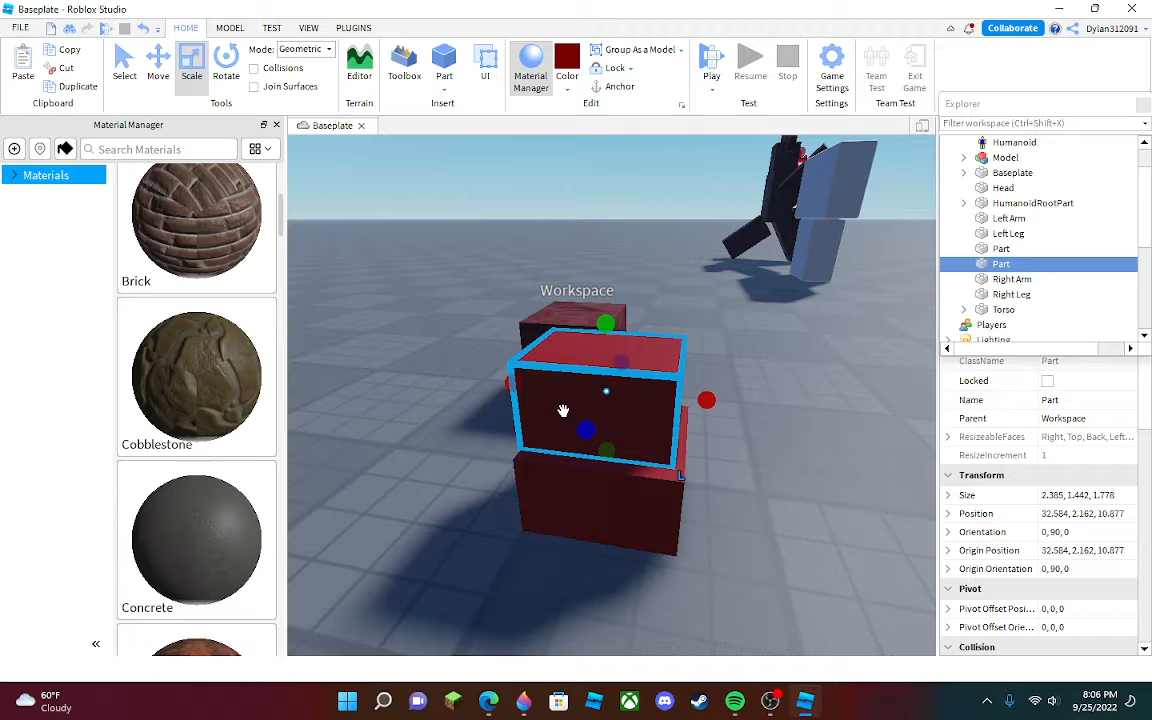 Baseplate - Roblox Studio
FILE HOME MODEL TEST VIEW PLUGINS Collaborate Dylan312091
Paste Copy Cut Duplicate Clipboard
Select Move Scale Rotate Mode: Geometric Collisions Join Surfaces Tools
Editor Terrain
Toolbox Part UI Insert
Material Manager Color Group As a Model Lock Anchor Edit
Play Resume Stop Test
Game Settings Settings
Team Test Exit Game Team Test
Material Manager
Search Materials
Materials
Brick
Cobblestone
Concrete
«
Baseplate
Workspace
Explorer
Filter workspace (Ctrl+Shift+X)
Humanoid
Model
Baseplate
Head
HumanoidRootPart
Left Arm
Left Leg
Part
Part
Right Arm
Right Leg
Torso
Players
Lighting
ClassName Part
Locked
Name Part
Parent Workspace
ResizeableFaces Right, Top, Back, Left...
ResizeIncrement 1
Transform
Size 2.385, 1.442, 1.778
Position 32.584, 2.162, 10.877
Orientation 0, 90, 0
Origin Position 32.584, 2.162, 10.877
Origin Orientation 0, 90, 0
Pivot
Pivot Offset Posi... 0, 0, 0
Pivot Offset Orie... 0, 0, 0
Collision
60°F
Cloudy
8:06 PM
9/25/2022